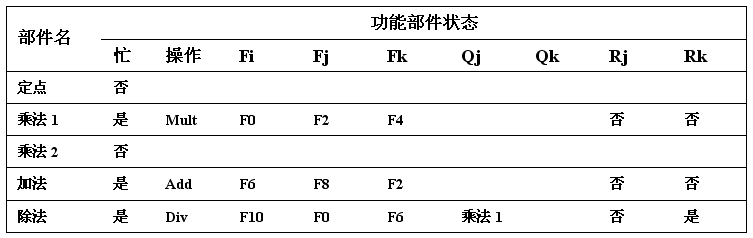 部件名 功能部件状态
忙 操作 Fi Fj Fk Qj Qk Rj Rk
定点 否
乘法1 是 Mult F0 F2 F4 否 否
乘法2 否
加法 是 Add F6 F8 F2 否 否
除法 是 Div F10 F0 F6 乘法1 否 是